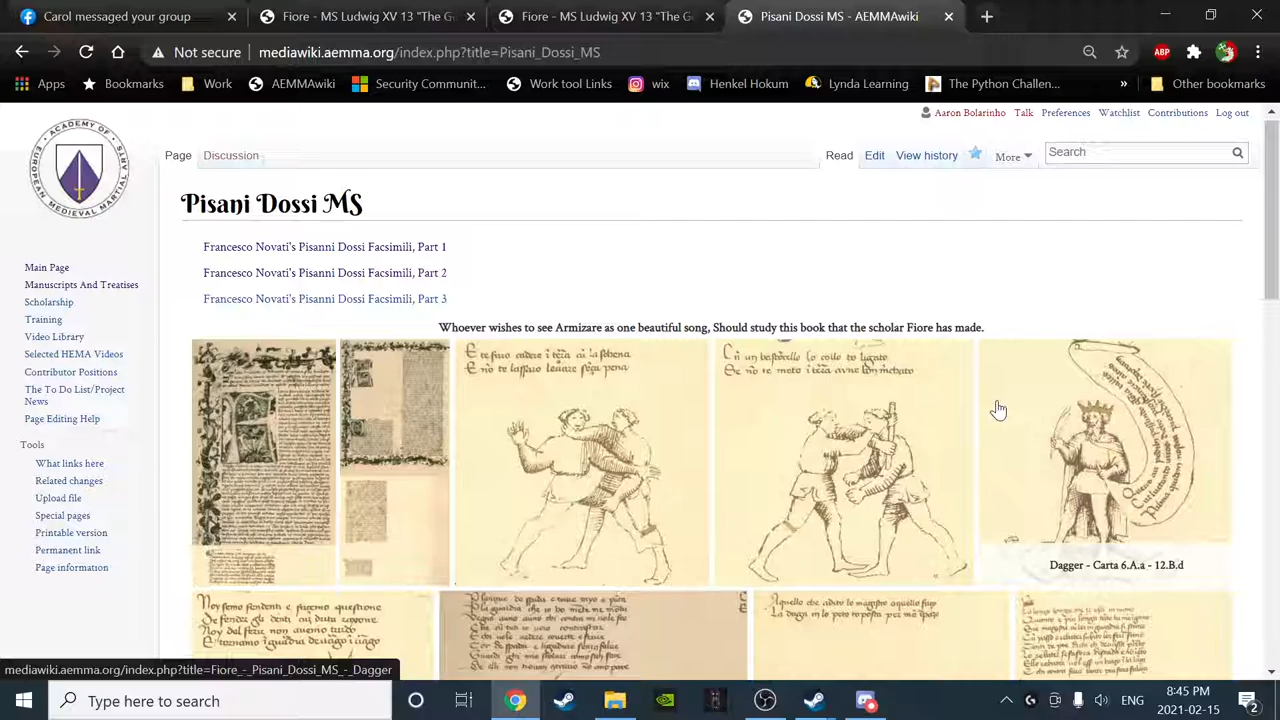 Carol messaged your group
Fiore - MS Ludwig XV 13 "The G
Fiore - MS Ludwig XV 13 "The G
Pisani Dossi MS - AEMMAwiki
Not secure
mediawiki.aemma.org/index.php?title=Pisani_Dossi_MS
Apps
Bookmarks
Work
AEMMAwiki
Security Communit...
Work tool Links
wix
Henkel Hokum
Lynda Learning
The Python Challen...
»
Other bookmarks
Aaron Bolarinho
Talk
Preferences
Watchlist
Contributions
Log out
ACADEMY OF EUROPEAN MEDIEVAL MARTIAL ARTS
Page
Discussion
Read
Edit
View history
More
Search
Pisani Dossi MS
Francesco Novati's Pisanni Dossi Facsimili, Part 1
Francesco Novati's Pisanni Dossi Facsimili, Part 2
Francesco Novati's Pisanni Dossi Facsimili, Part 3
Main Page
Manuscripts And Treatises
Scholarship
Training
Video Library
Selected HEMA Videos
Contributor Positions
The ToDo List/Project
News
Page Editing Help
Tools
What links here
Related changes
Upload file
Special pages
Printable version
Permanent link
Page information
Whoever wishes to see Armizare as one beautiful song, Should study this book that the scholar Fiore has made.
Dagger - Carta 6.A.a - 12.B.d
mediawiki.aemma.org/index.php?title=Fiore_-_Pisani_Dossi_MS_-_Dagger
Type here to search
ENG
8:45 PM
2021-02-15
2